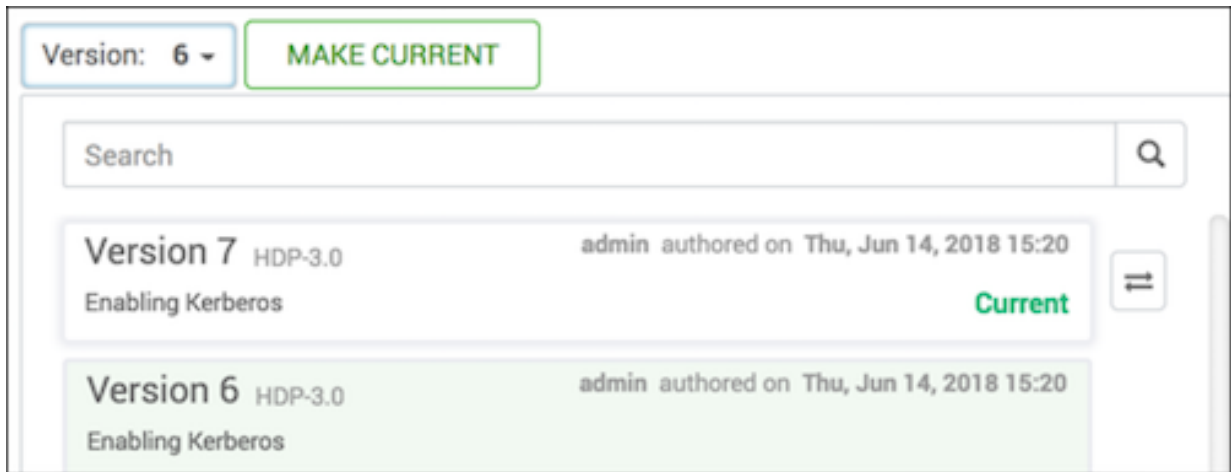 Version: 6 MAKE CURRENT
Search
Version 7 HDP-3.0 admin authored on Thu, Jun 14, 2018 15:20
Enabling Kerberos Current
Version 6 HDP-3.0 admin authored on Thu, Jun 14, 2018 15:20
Enabling Kerberos